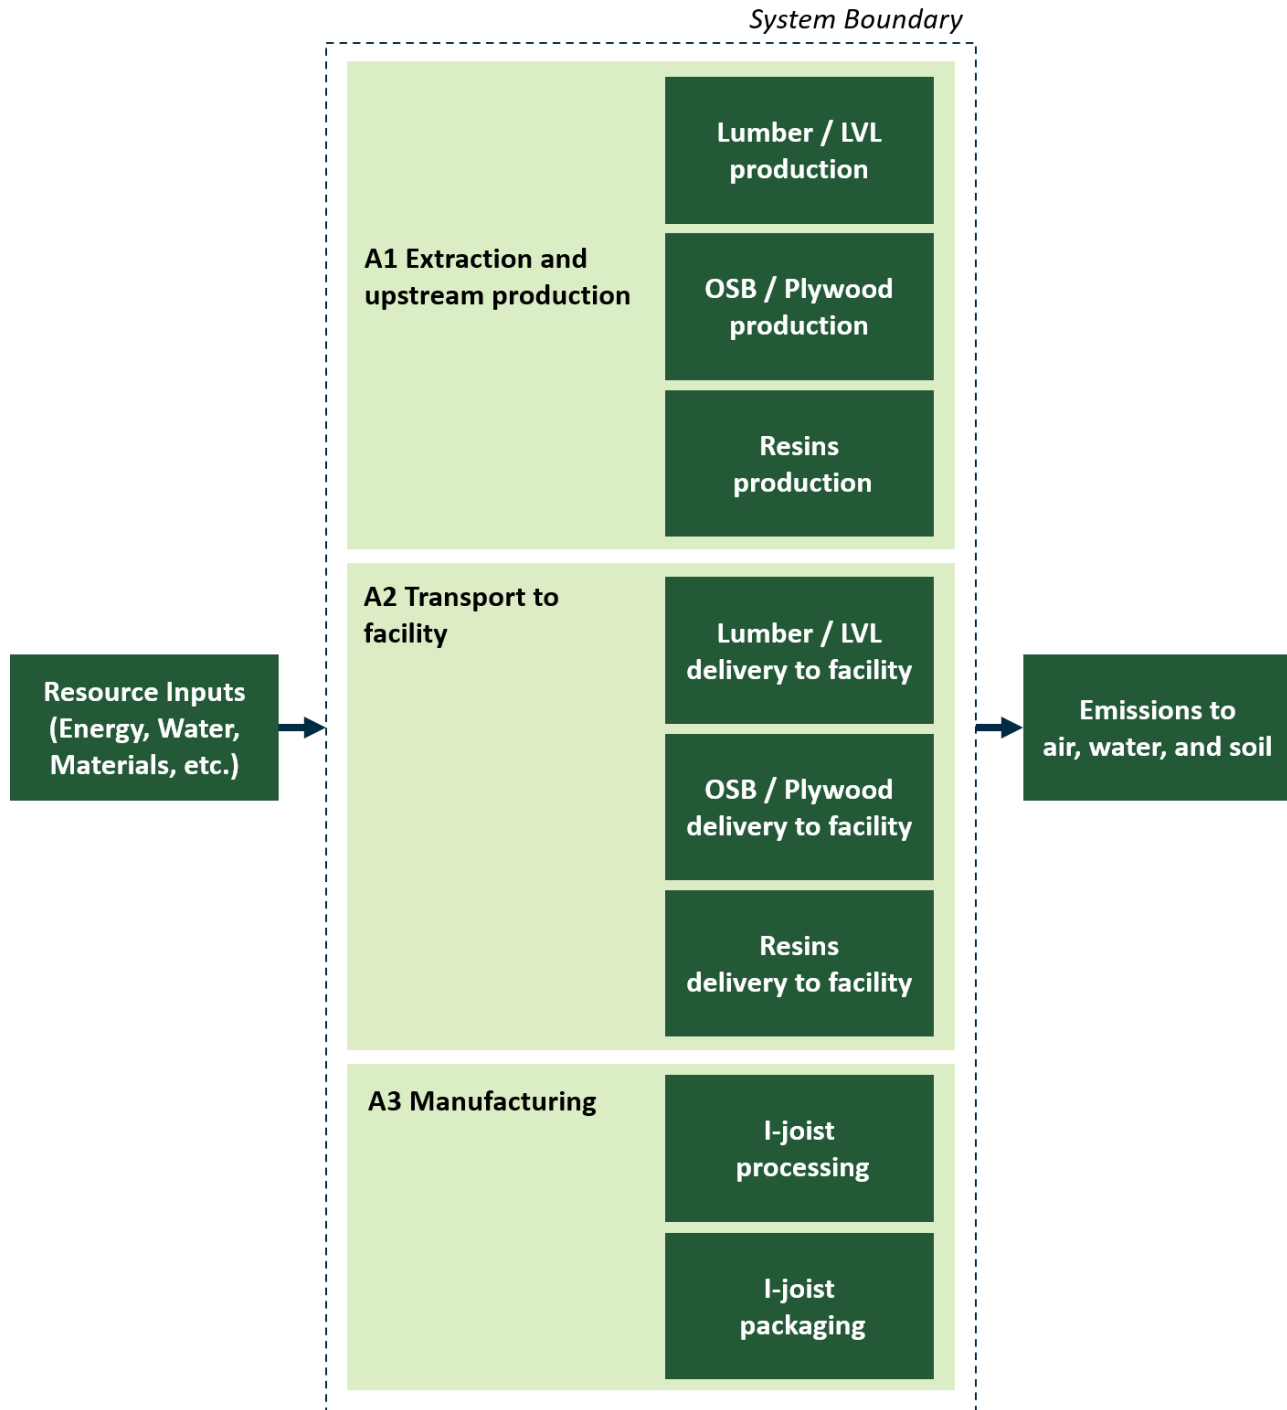 System Boundary
Lumber / LVL
production
A1 Extraction and
upstream production
OSB / Plywood
production
Resins
production
A2 Transport to
facility
Lumber / LVL
delivery to facility
Resource Inputs
(Energy, Water,
Materials, etc.)
OSB / Plywood
delivery to facility
Resins
delivery to facility
Emissions to
air, water, and soil
A3 Manufacturing
I-joist
processing
I-joist
packaging